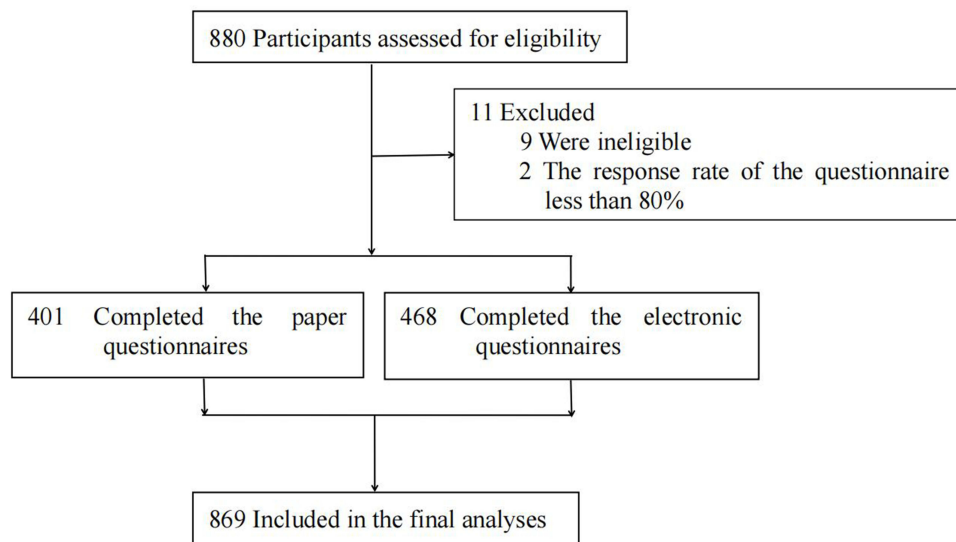 880 Participants assessed for eligibility
11 Excluded
9 Were ineligible
2 The response rate of the questionnaire
less than 80%
401 Completed the paper
questionnaires
468 Completed the electronic
questionnaires
869 Included in the final analyses